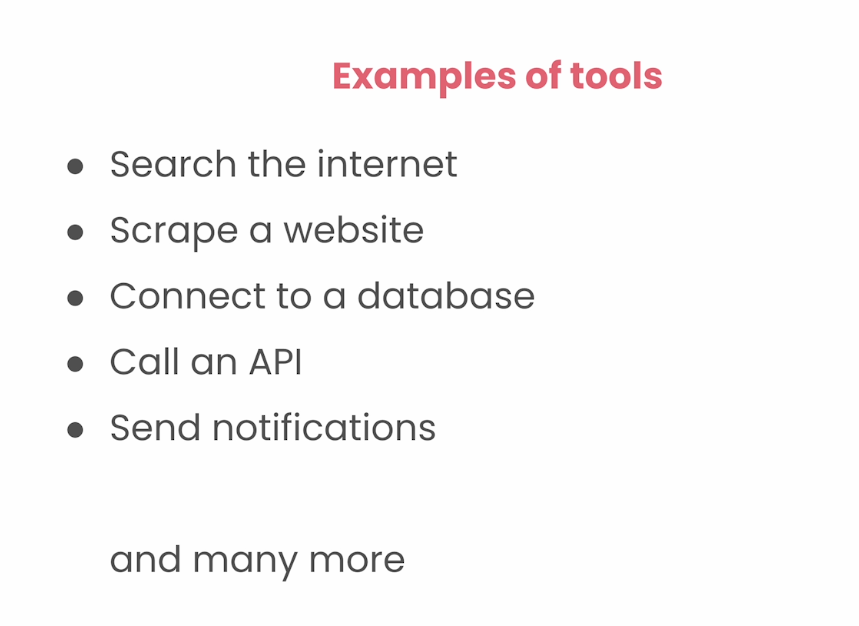 Examples of tools
● Search the internet
● Scrape a website
● Connect to a database
● Call an API
● Send notifications
and many more